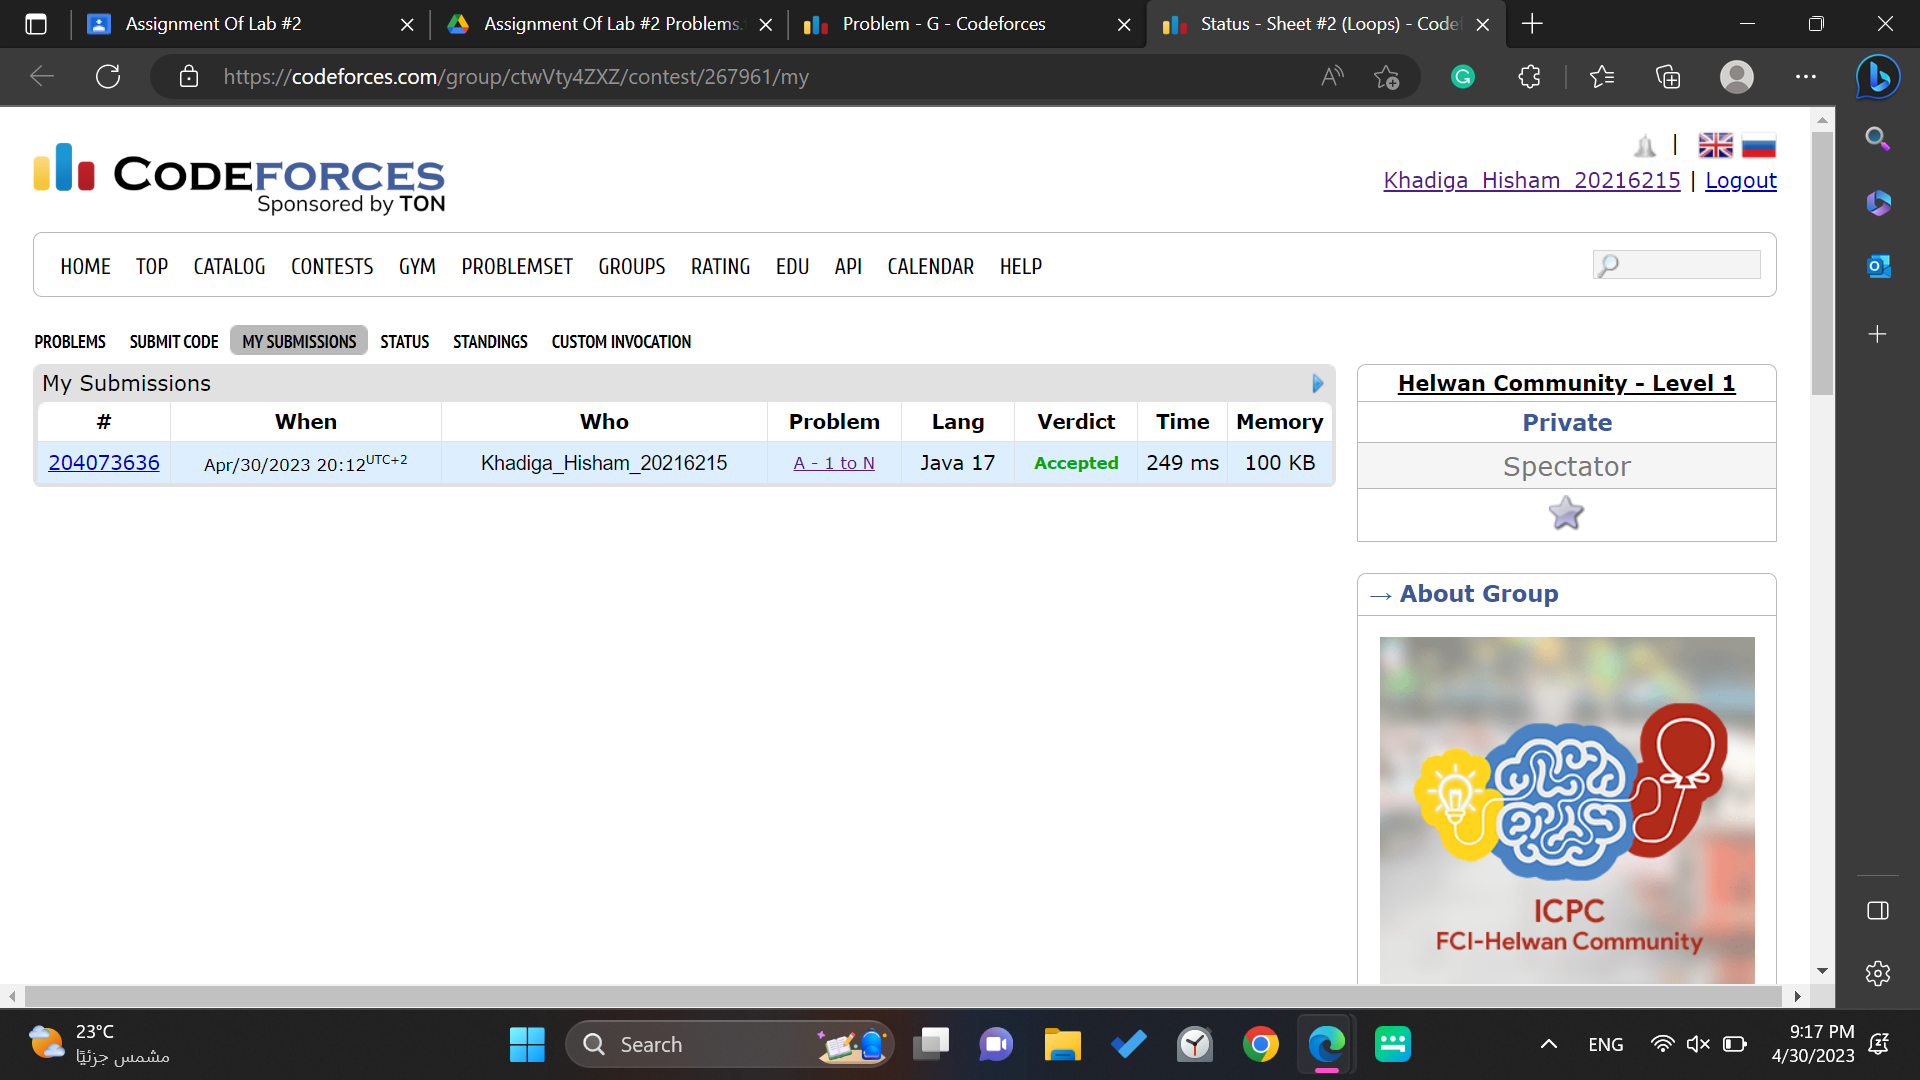 Assignment Of Lab #2
Assignment Of Lab #2 Problems.
Problem - G - Codeforces
Status - Sheet #2 (Loops) - Codef
https://codeforces.com/group/ctwVty4ZXZ/contest/267961/my
CODEFORCES
Sponsored by TON
Khadiga_Hisham_20216215 | Logout
HOME TOP CATALOG CONTESTS GYM PROBLEMSET GROUPS RATING EDU API CALENDAR HELP
PROBLEMS SUBMIT CODE MY SUBMISSIONS STATUS STANDINGS CUSTOM INVOCATION
My Submissions
# When Who Problem Lang Verdict Time Memory
204073636 Apr/30/2023 20:12 UTC+2 Khadiga_Hisham_20216215 A - 1 to N Java 17 Accepted 249 ms 100 KB
Helwan Community - Level 1
Private
Spectator
→ About Group
ICPC
FCI-Helwan Community
23°C
مشمس جزئيًا
Search
ENG
9:17 PM
4/30/2023